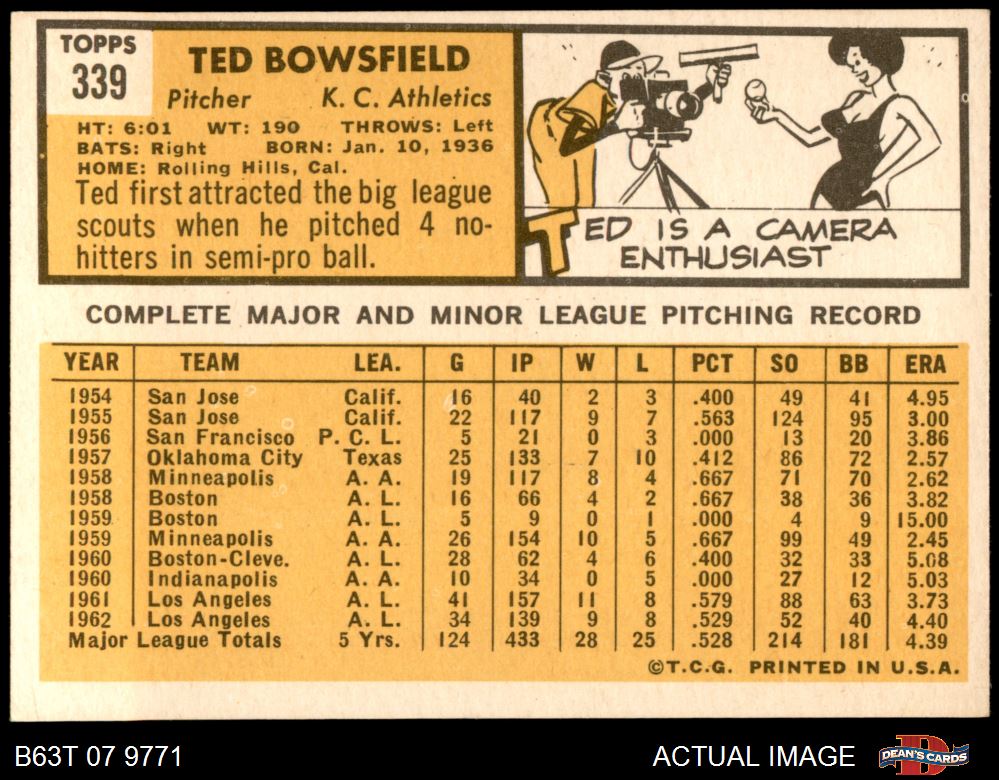 TOPPS
339
TED BOWSFIELD
Pitcher K. C. Athletics
HT: 6:01 WT: 190 THROWS: Left
BATS: Right BORN: Jan. 10, 1936
HOME: Rolling Hills, Cal.
Ted first attracted the big league
scouts when he pitched 4 no-
hitters in semi-pro ball.
TED IS A CAMERA
ENTHUSIAST
COMPLETE MAJOR AND MINOR LEAGUE PITCHING RECORD
YEAR TEAM LEA. G IP W L PCT SO BB ERA
1954 San Jose Calif. 16 40 2 3 .400 49 41 4.95
1955 San Jose Calif. 22 117 9 7 .563 124 95 3.00
1956 San Francisco P. C. L. 5 21 0 3 .000 13 20 3.86
1957 Oklahoma City Texas 25 133 7 10 .412 86 72 2.57
1958 Minneapolis A. A. 19 117 8 4 .667 71 70 2.62
1958 Boston A. L. 16 66 4 2 .667 38 36 3.82
1959 Boston A. L. 5 9 0 1 .000 4 9 15.00
1959 Minneapolis A. A. 26 154 10 5 .667 99 49 2.45
1960 Boston-Cleve. A. L. 28 62 4 6 .400 32 33 5.08
1960 Indianapolis A. A. 10 34 0 5 .000 27 12 5.03
1961 Los Angeles A. L. 41 157 11 8 .579 88 63 3.73
1962 Los Angeles A. L. 34 139 9 8 .529 52 40 4.40
Major League Totals 5 Yrs. 124 433 28 25 .528 214 181 4.39
©T.C.G. PRINTED IN U.S.A.
B63T 07 9771 ACTUAL IMAGE DEAN'S CARDS